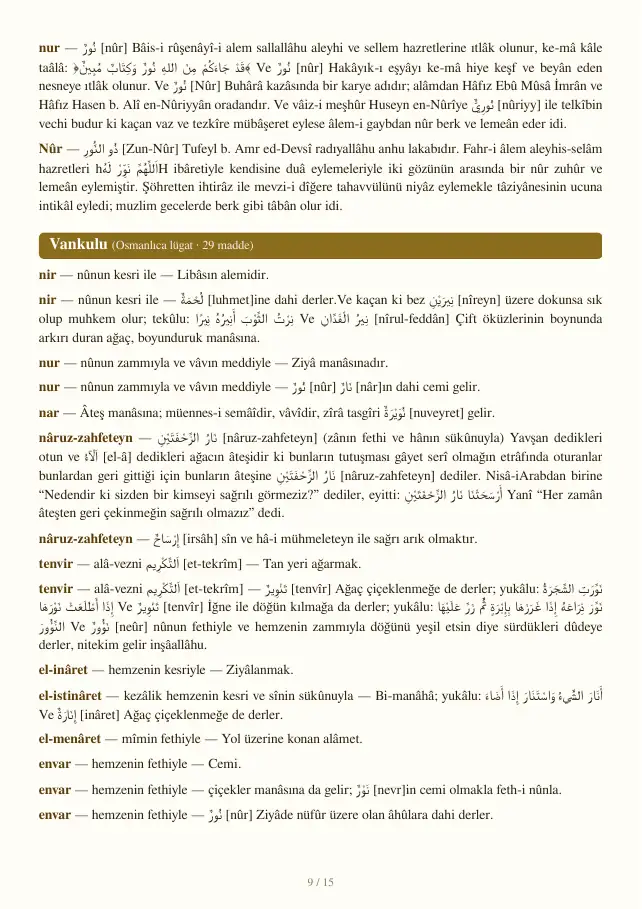 nur — نُورٌ [nûr] Bâis-i rûşenâyî-i alem sallallâhu aleyhi ve sellem hazretlerine ıtlâk olunur, ke-mâ kâle
taâlâ: ﴿قَدْ جَاءَكُمْ مِن اللهِ نُورٌ وَكِتَابٌ مُبِينٌ﴾ Ve نُورٌ [nûr] Hakâyık-ı eşyâyı ke-mâ hiye keşf ve beyân eden
nesneye ıtlak olunur. Ve نُورٌ [Nûr] Buhârâ kazâsında bir karye adıdır; alâmdan Hâfız Ebû Mûsâ İmrân ve
Hâfız Hasen b. Alî en-Nûriyyân oradandır. Ve vâiz-i meşhûr Huseyn en-Nûrîye نُورِيٌّ [nûriyy] ile telkîbin
vechi budur ki kaçan vaz ve tezkîre mübâşeret eylese âlem-i gaybdan nûr berk ve lemeân eder idi.
Nûr — ذُو النُّورِ [Zun-Nûr] Tufeyl b. Amr ed-Devsî radıyallâhu anhu lakabıdır. Fahr-i âlem aleyhis-selâm
hazretleri hاَللّٰهُمَّ نَوِّرْ لَهُH ibâretiyle kendisine duâ eylemeleriyle iki gözünün arasında bir nûr zuhûr ve
lemeân eylemiştir. Şöhretten ihtirâz ile mevzi-i dîğere tahavvülünü niyâz eylemekle tâziyânesinin ucuna
intikâl eyledi; muzlim gecelerde berk gibi tâbân olur idi.
Vankulu (Osmanlıca lügat · 29 madde)
nir — nûnun kesri ile — Libâsın alemidir.
nir — nûnun kesri ile — لُحْمَةٌ [luhmet]ine dahi derler.Ve kaçan ki bez نِيرَيْنِ [nîreyn] üzere dokunsa sık
olup muhkem olur; tekûlu: نِرْتُ الثَّوْبَ أَنِيرُهُ نِيرًا Ve نِيرُ الْفَدَّانِ [nîrul-feddân] Çift öküzlerinin boynunda
arkırı duran ağaç, boyunduruk manâsına.
nur — nûnun zammıyla ve vâvın meddiyle — Ziyâ manâsınadır.
nur — nûnun zammıyla ve vâvın meddiyle — نُورٌ [nûr] نَارٌ [nâr]ın dahi cemi gelir.
nar — Âteş manâsına; müennes-i semâîdir, vâvîdir, zîrâ tasgîri نُوَيْرَةٌ [nuveyret] gelir.
nâruz-zahfeteyn — نَارُ الزَّحْفَتَيْنِ [nâruz-zahfeteyn] (zânın fethi ve hânın sükûnuyla) Yavşan dedikleri
otun ve اَلْآءُ [el-â] dedikleri ağacın âteşidir ki bunların tutuşması gâyet serî olmağın etrâfında oturanlar
bunlardan geri gittiği için bunların âteşine نَارُ الزَّحْفَتَيْنِ [nâruz-zahfeteyn] dediler. Nisâ-iArabdan birine
“Nedendir ki sizden bir kimseyi sağrılı görmeziz?” dediler, eyitti: أَرْسَحَتْنَا نَارُ الزَّحْفَتَيْنِ Yanî “Her zamân
âteşten geri çekinmeğin sağrılı olmazız” dedi.
nâruz-zahfeteyn — إِرْسَاحٌ [irsâh] sîn ve hâ-i mühmeleteyn ile sağrı arık olmaktır.
tenvir — alâ-vezni اَلتَّكْرِيم [et-tekrîm] — Tan yeri ağarmak.
tenvir — alâ-vezni اَلتَّكْرِيم [et-tekrîm] — تَنْوِيرٌ [tenvîr] Ağaç çiçeklenmeğe de derler; yukâlu: نَوَّرَتِ الشَّجَرَةُ
إِذَا أَطْلَعَتْ نَوْرَهَا Ve تَنْوِيرٌ [tenvîr] İğne ile döğün kılmağa da derler; yukâlu: نَوَّرَ ذِرَاعَهُ إِذَا غَرَزَهَا بِإِبْرَةٍ ثُمَّ ذَرَّ عَلَيْهَا
النَّؤُورَ Ve نَؤُورٌ [neûr] nûnun fethiyle ve hemzenin zammıyla döğünü yeşil etsin diye sürdükleri dûdeye
derler, nitekim gelir inşâallâhu.
el-inâret — hemzenin kesriyle — Ziyâlanmak.
el-istinâret — kezâlik hemzenin kesri ve sînin sükûnuyla — Bi-manâhâ; yukâlu: أَنَارَ الشَّيْءُ وَاسْتَنَارَ إِذَا أَضَاءَ
Ve إِنَارَةٌ [inâret] Ağaç çiçeklenmeğe de derler.
el-menâret — mîmin fethiyle — Yol üzerine konan alâmet.
envar — hemzenin fethiyle — Cemi.
envar — hemzenin fethiyle — çiçekler manâsına da gelir; نَوْرٌ [nevr]in cemi olmakla feth-i nûnla.
envar — hemzenin fethiyle — نُورٌ [nûr] Ziyâde nüfûr üzere olan âhûlara dahi derler.
9 / 15